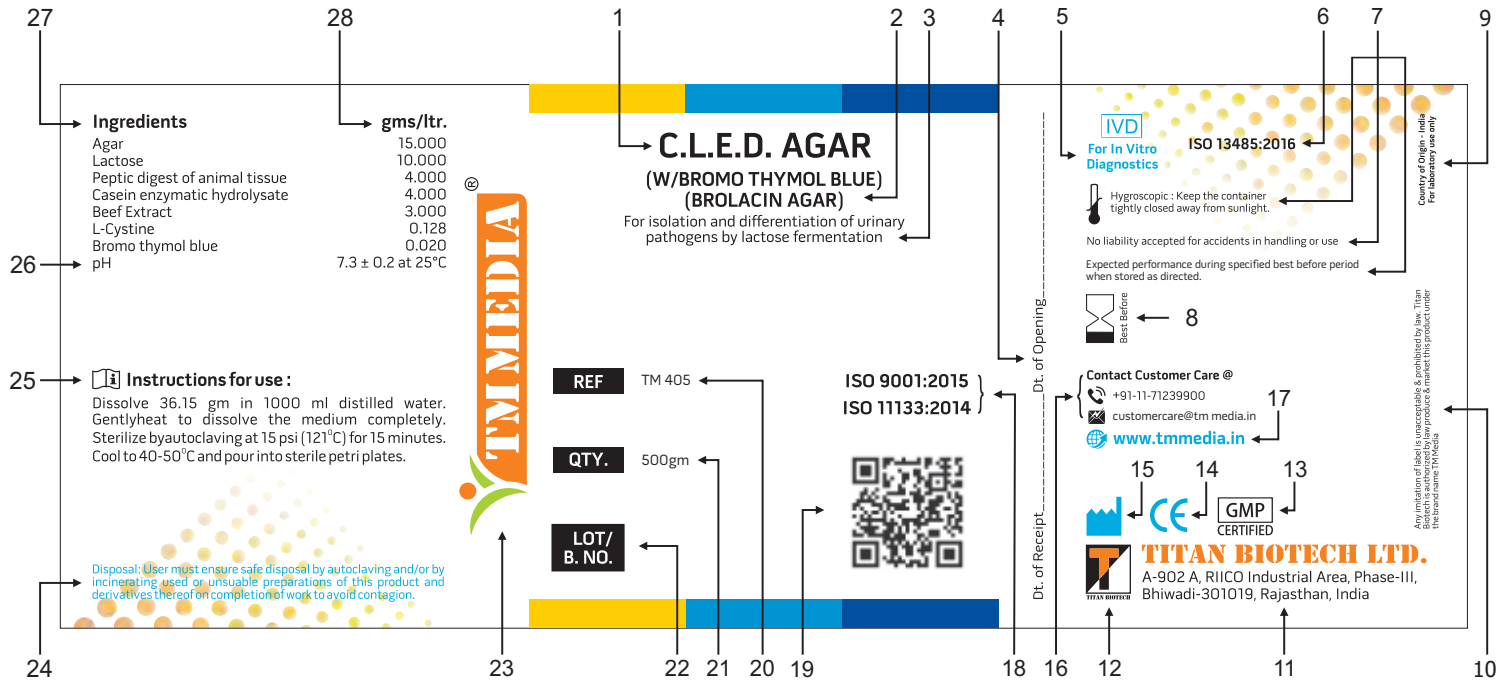 27
28
1
2
3
4
5
6
7
9
Ingredients gms/ltr.
Agar 15.000
Lactose 10.000
Peptic digest of animal tissue 4.000
Casein enzymatic hydrolysate 4.000
Beef Extract 3.000
L-Cystine 0.128
Bromo thymol blue 0.020
pH 7.3 ± 0.2 at 25°C
26
25
Instructions for use :
Dissolve 36.15 gm in 1000 ml distilled water.
Gentlyheat to dissolve the medium completely.
Sterilize byautoclaving at 15 psi (121⁰C) for 15 minutes.
Cool to 40-50⁰C and pour into sterile petri plates.
Disposal: User must ensure safe disposal by autoclaving and/or by
incinerating used or unsuable preparations of this product and
derivatives thereof on completion of work to avoid contagion.
24
TM MEDIA ®
23
C.L.E.D. AGAR
(W/BROMO THYMOL BLUE)
(BROLACIN AGAR)
For isolation and differentiation of urinary
pathogens by lactose fermentation
REF TM 405
QTY. 500gm
LOT/
B. NO.
ISO 9001:2015
ISO 11133:2014
22
21
20
19
18
Dt. of Receipt
Dt. of Opening
IVD
For In Vitro
Diagnostics
ISO 13485:2016
Hygroscopic : Keep the container
tightly closed away from sunlight.
No liability accepted for accidents in handling or use
Expected performance during specified best before period
when stored as directed.
Best Before
8
Contact Customer Care @
+91-11-71239900
customercare@tm media.in
www.tmmedia.in
17
15
14
13
CE
GMP
CERTIFIED
T
TITAN BIOTECH
TITAN BIOTECH LTD.
A-902 A, RIICO Industrial Area, Phase-III,
Bhiwadi-301019, Rajasthan, India
16
12
11
10
Country of Origin - India
For laboratory use only
Any imitation of label is unacceptable & prohibited by law. Titan
Biotech is authorized by law produce & market this product under
the brand name TM Media